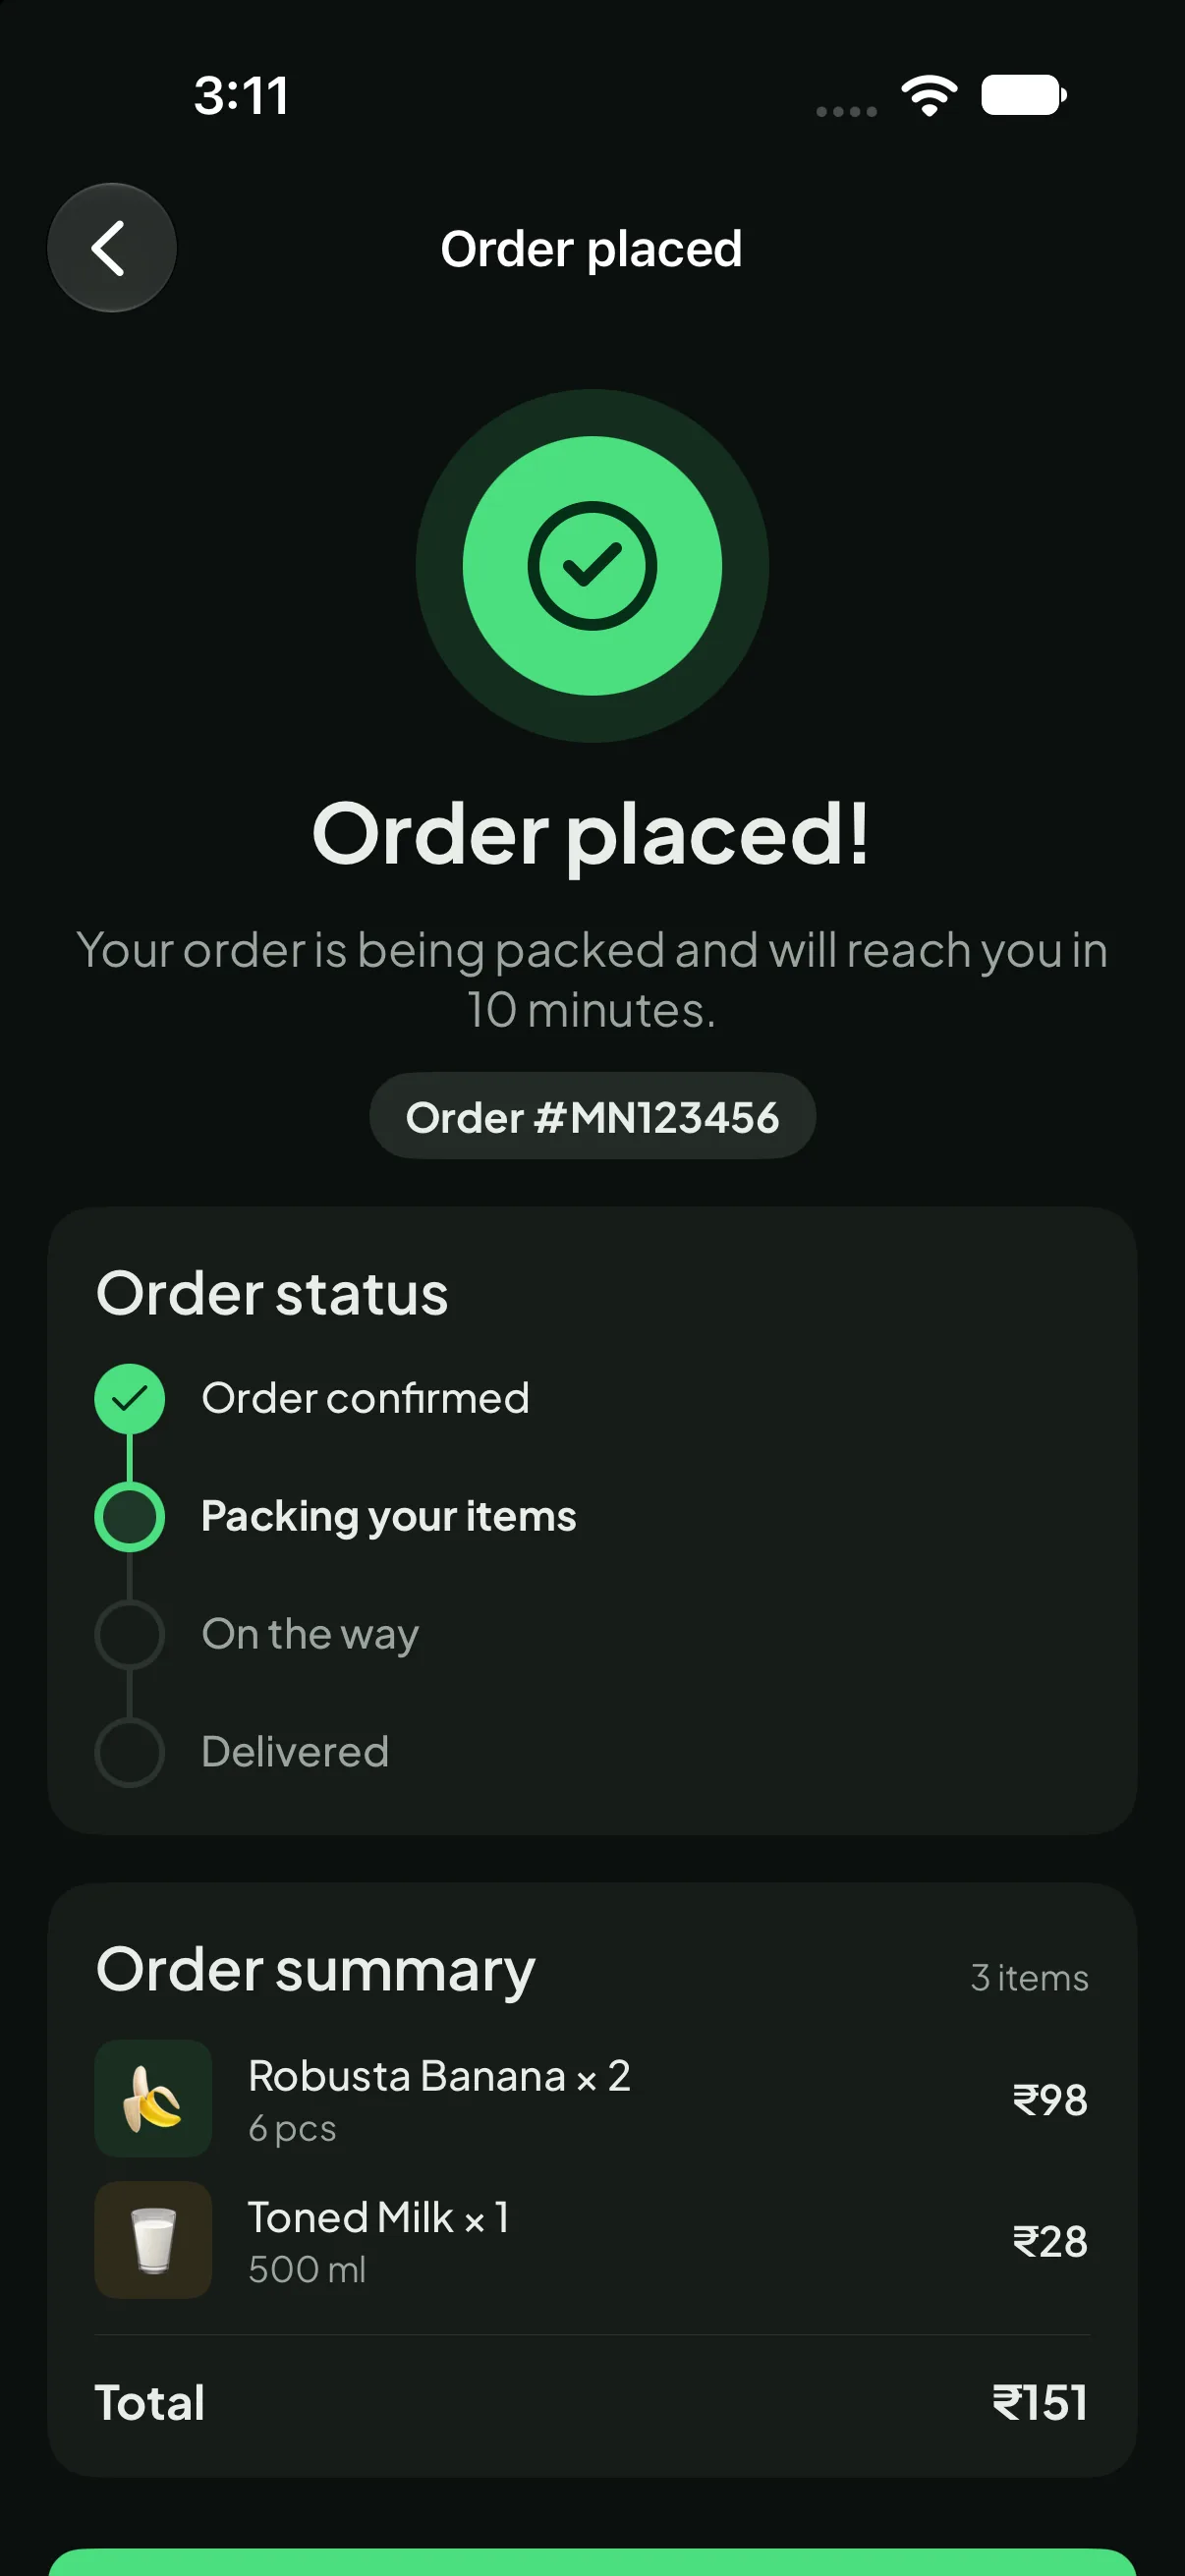 3:11
Order placed
Order placed!
Your order is being packed and will reach you in
10 minutes.
Order #MN123456
Order status
Order confirmed
Packing your items
On the way
Delivered
Order summary
3 items
Robusta Banana × 2
6 pcs
₹98
Toned Milk × 1
500 ml
₹28
Total
₹151